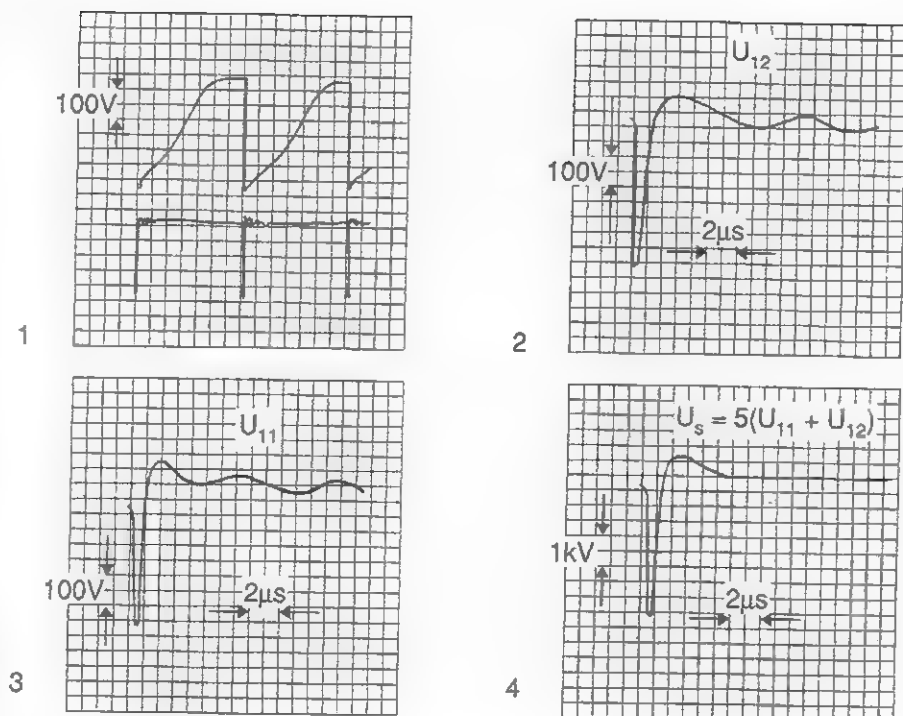 100V
1
U₁₂
100V
2μs
2
U₁₁
100V
2μs
3
Uₛ = 5(U₁₁ + U₁₂)
1kV
2μs
4